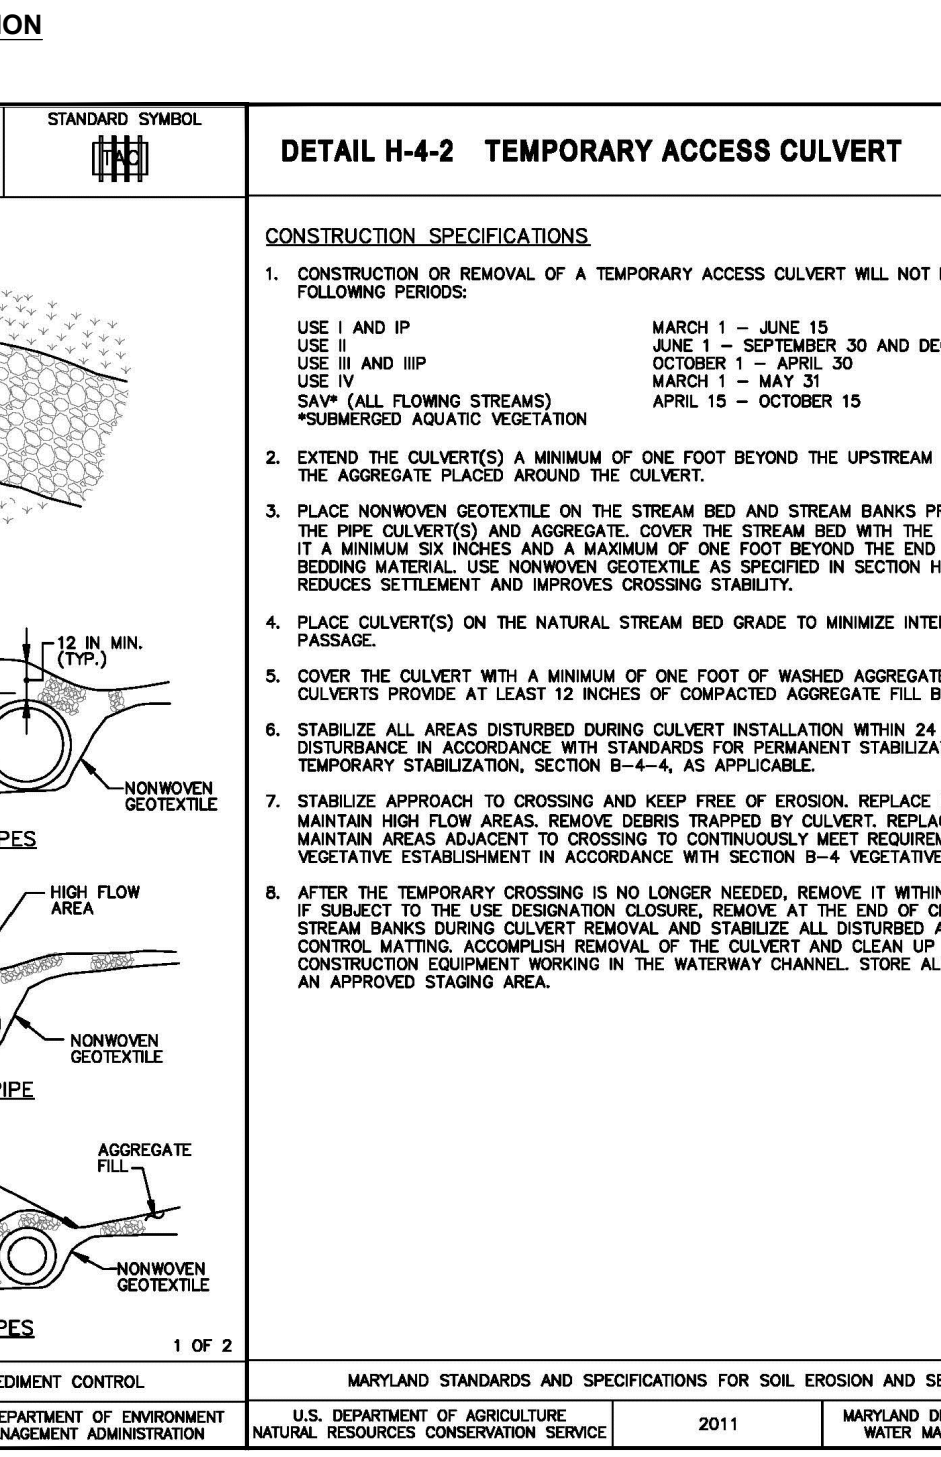 ION
STANDARD SYMBOL
TAC
12 IN MIN.
(TYP.)
NONWOVEN
GEOTEXTILE
PES
HIGH FLOW
AREA
NONWOVEN
GEOTEXTILE
PIPE
AGGREGATE
FILL
NONWOVEN
GEOTEXTILE
PES
1 OF 2
EDIMENT CONTROL
EPARTMENT OF ENVIRONMENT
NAGEMENT ADMINISTRATION
DETAIL H-4-2 TEMPORARY ACCESS CULVERT
CONSTRUCTION SPECIFICATIONS
1. CONSTRUCTION OR REMOVAL OF A TEMPORARY ACCESS CULVERT WILL NOT
FOLLOWING PERIODS:
USE I AND IP MARCH 1 – JUNE 15
USE II JUNE 1 – SEPTEMBER 30 AND DE
USE III AND IIIP OCTOBER 1 – APRIL 30
USE IV MARCH 1 – MAY 31
SAV* (ALL FLOWING STREAMS) APRIL 15 – OCTOBER 15
*SUBMERGED AQUATIC VEGETATION
2. EXTEND THE CULVERT(S) A MINIMUM OF ONE FOOT BEYOND THE UPSTREAM
THE AGGREGATE PLACED AROUND THE CULVERT.
3. PLACE NONWOVEN GEOTEXTILE ON THE STREAM BED AND STREAM BANKS PR
THE PIPE CULVERT(S) AND AGGREGATE. COVER THE STREAM BED WITH THE
IT A MINIMUM SIX INCHES AND A MAXIMUM OF ONE FOOT BEYOND THE END
BEDDING MATERIAL. USE NONWOVEN GEOTEXTILE AS SPECIFIED IN SECTION H
REDUCES SETTLEMENT AND IMPROVES CROSSING STABILITY.
4. PLACE CULVERT(S) ON THE NATURAL STREAM BED GRADE TO MINIMIZE INTE
PASSAGE.
5. COVER THE CULVERT WITH A MINIMUM OF ONE FOOT OF WASHED AGGREGATE
CULVERTS PROVIDE AT LEAST 12 INCHES OF COMPACTED AGGREGATE FILL B
6. STABILIZE ALL AREAS DISTURBED DURING CULVERT INSTALLATION WITHIN 24
DISTURBANCE IN ACCORDANCE WITH STANDARDS FOR PERMANENT STABILIZA
TEMPORARY STABILIZATION, SECTION B–4–4, AS APPLICABLE.
7. STABILIZE APPROACH TO CROSSING AND KEEP FREE OF EROSION. REPLACE
MAINTAIN HIGH FLOW AREAS. REMOVE DEBRIS TRAPPED BY CULVERT. REPLA
MAINTAIN AREAS ADJACENT TO CROSSING TO CONTINUOUSLY MEET REQUIREM
VEGETATIVE ESTABLISHMENT IN ACCORDANCE WITH SECTION B–4 VEGETATIVE
8. AFTER THE TEMPORARY CROSSING IS NO LONGER NEEDED, REMOVE IT WITHIN
IF SUBJECT TO THE USE DESIGNATION CLOSURE, REMOVE AT THE END OF C
STREAM BANKS DURING CULVERT REMOVAL AND STABILIZE ALL DISTURBED A
CONTROL MATTING. ACCOMPLISH REMOVAL OF THE CULVERT AND CLEAN UP
CONSTRUCTION EQUIPMENT WORKING IN THE WATERWAY CHANNEL. STORE AL
AN APPROVED STAGING AREA.
MARYLAND STANDARDS AND SPECIFICATIONS FOR SOIL EROSION AND SE
U.S. DEPARTMENT OF AGRICULTURE
NATURAL RESOURCES CONSERVATION SERVICE
2011
MARYLAND D
WATER MA